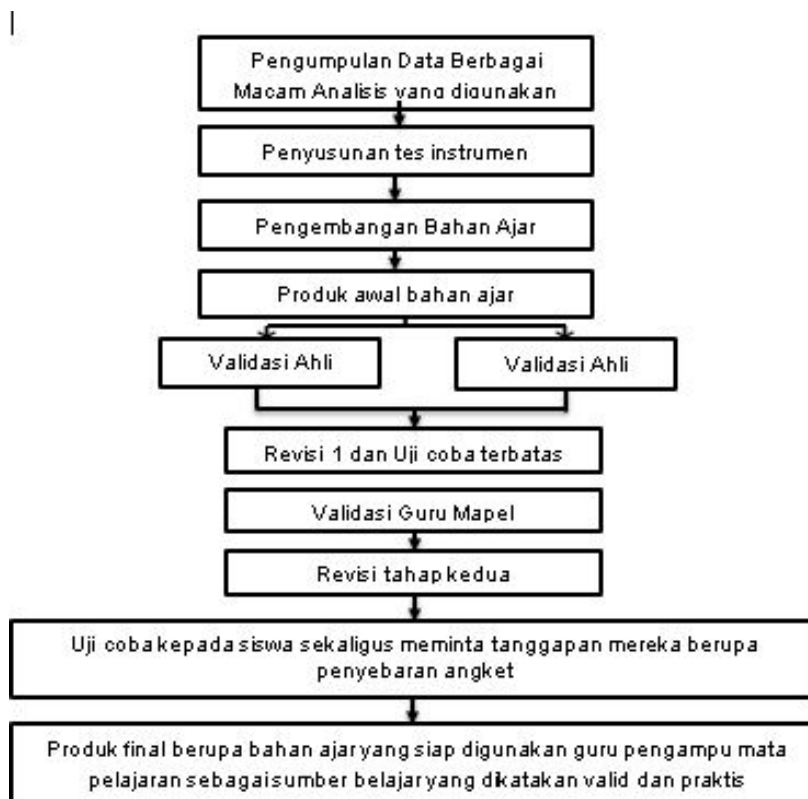 Pengumpulan Data Berbagai
Macam Analisis yang digunakan
Penyusunan tes instrumen
Pengembangan Bahan Ajar
Produk awal bahan ajar
Validasi Ahli
Validasi Ahli
Revisi 1 dan Uji coba terbatas
Validasi Guru Mapel
Revisi tahap kedua
Uji coba kepada siswa sekaligus meminta tanggapan mereka berupa
penyebaran angket
Produk final berupa bahan ajar yang siap digunakan guru pengampu mata
pelajaran sebagai sumber belajar yang dikatakan valid dan praktis